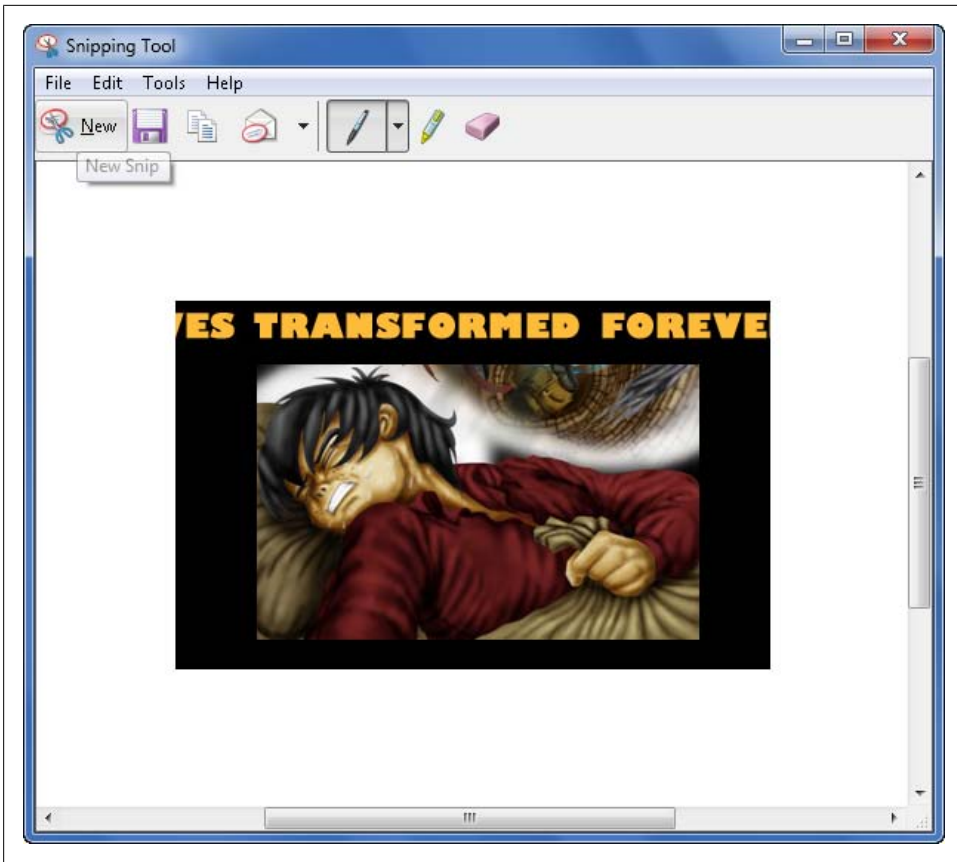 Snipping Tool
File Edit Tools Help
New
New Snip
VES TRANSFORMED FOREVE